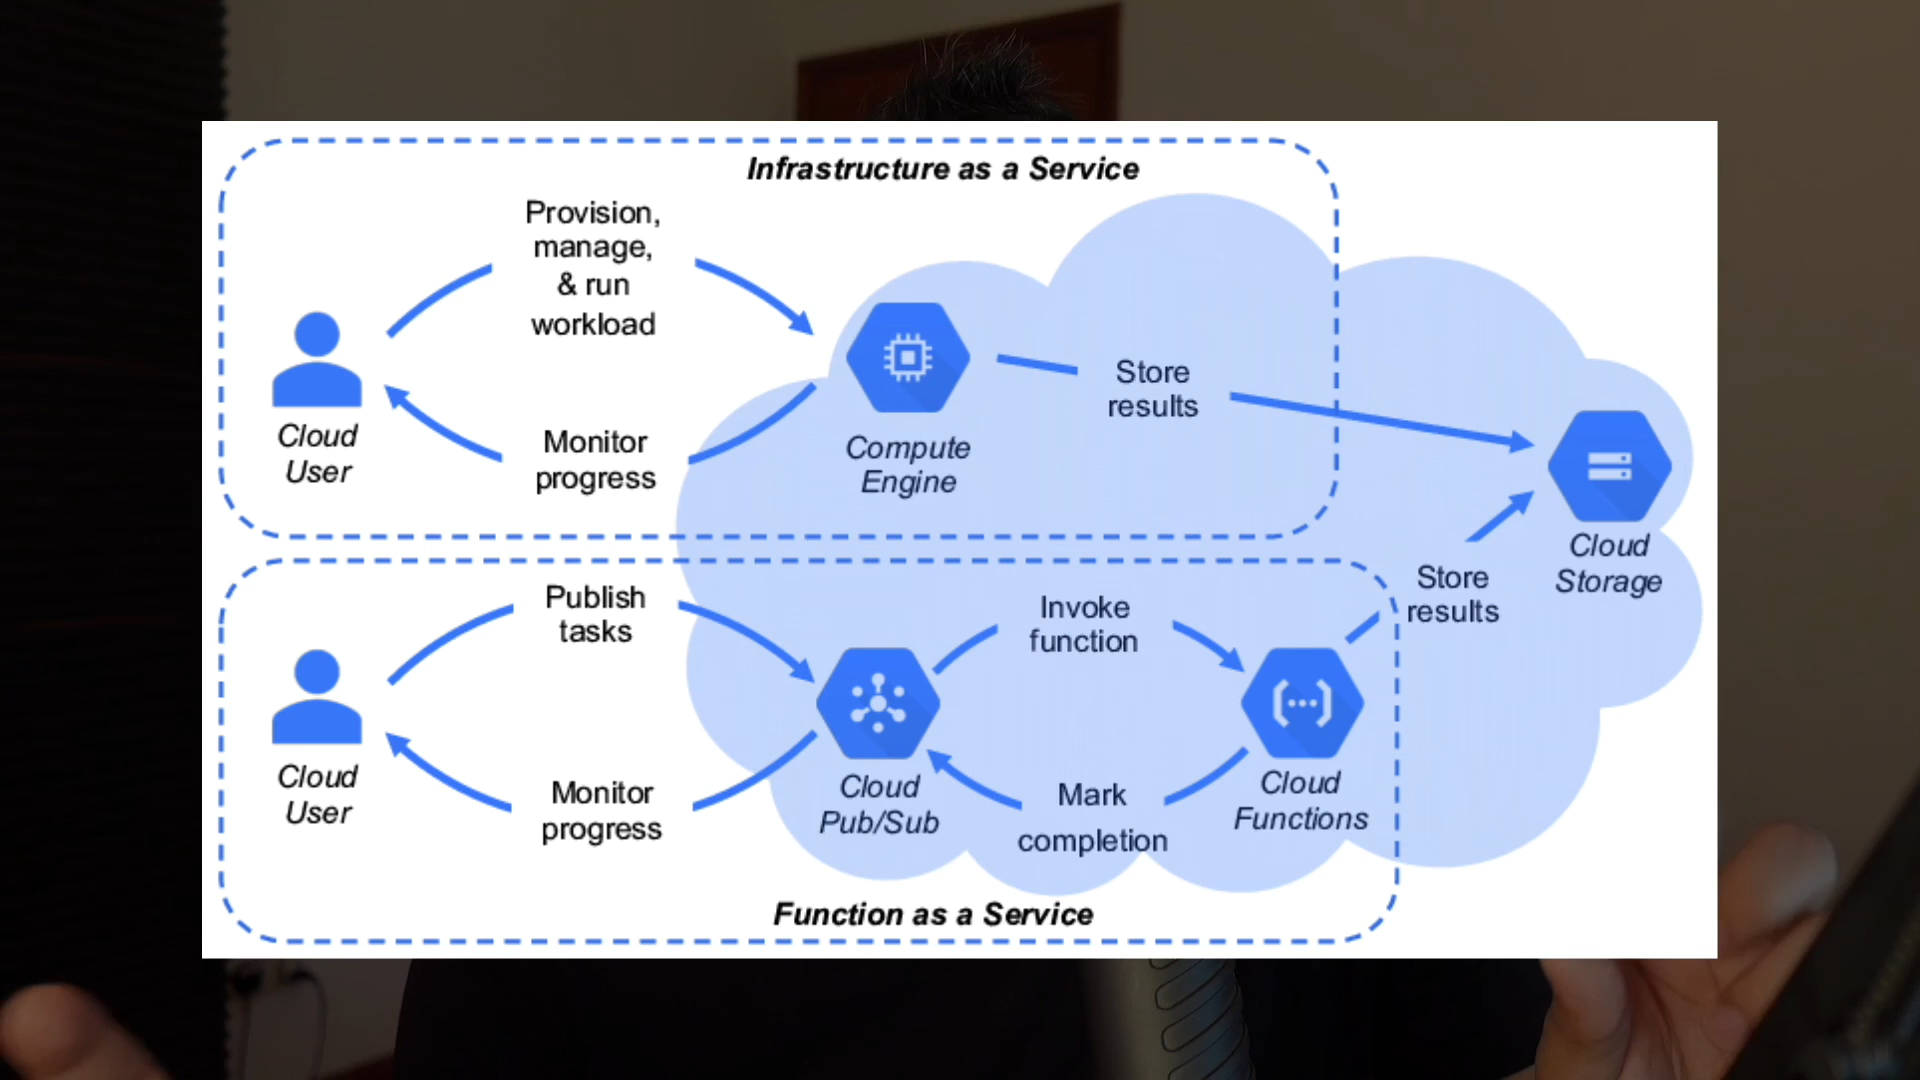 Infrastructure as a Service
Provision,
manage,
& run
workload
Cloud
User
Monitor
progress
Compute
Engine
Store
results
Cloud
Storage
Publish
tasks
Cloud
User
Monitor
progress
Cloud
Pub/Sub
Invoke
function
Mark
completion
Cloud
Functions
Store
results
Function as a Service